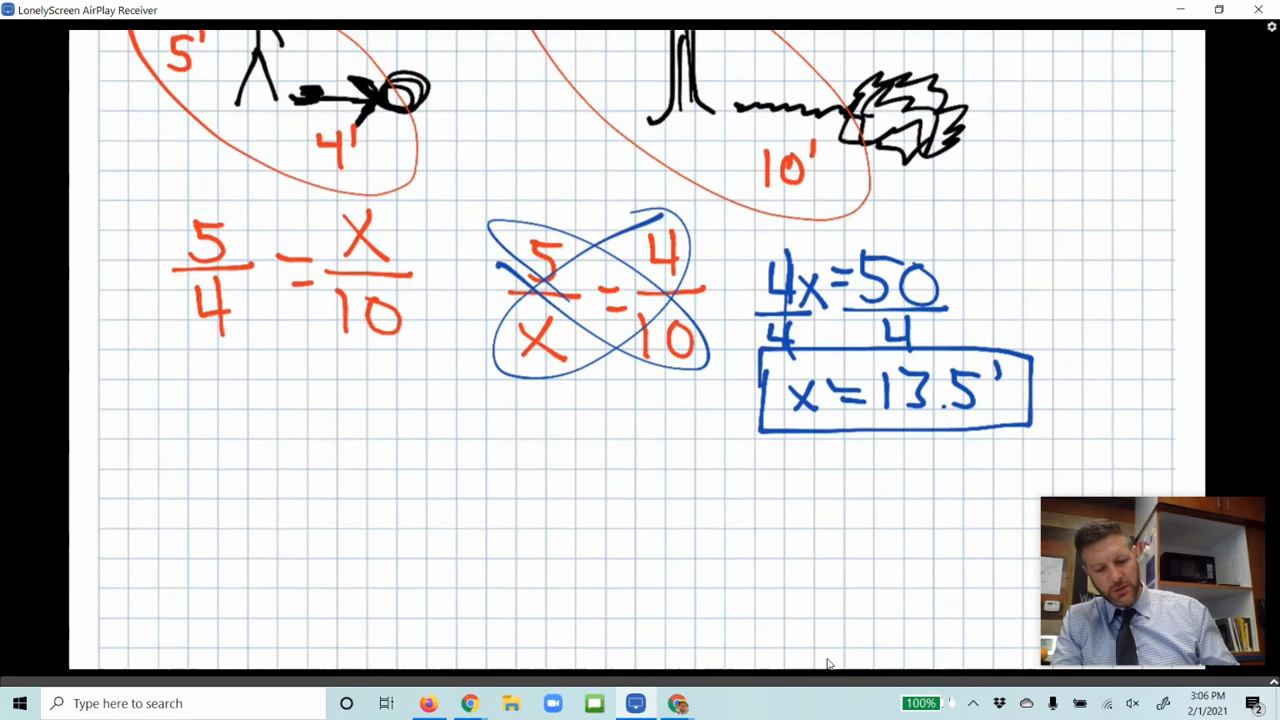 LonelyScreen AirPlay Receiver
5'
4'
10'
5/4 = x/10
5/x = 4/10
4x/4 = 50/4
x = 13.5'
Type here to search
100%
3:06 PM
2/1/2021
2